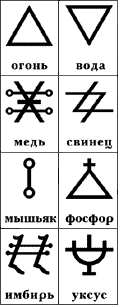 огонь вода
медь свинец
мышьяк фосфор
имбирь уксус